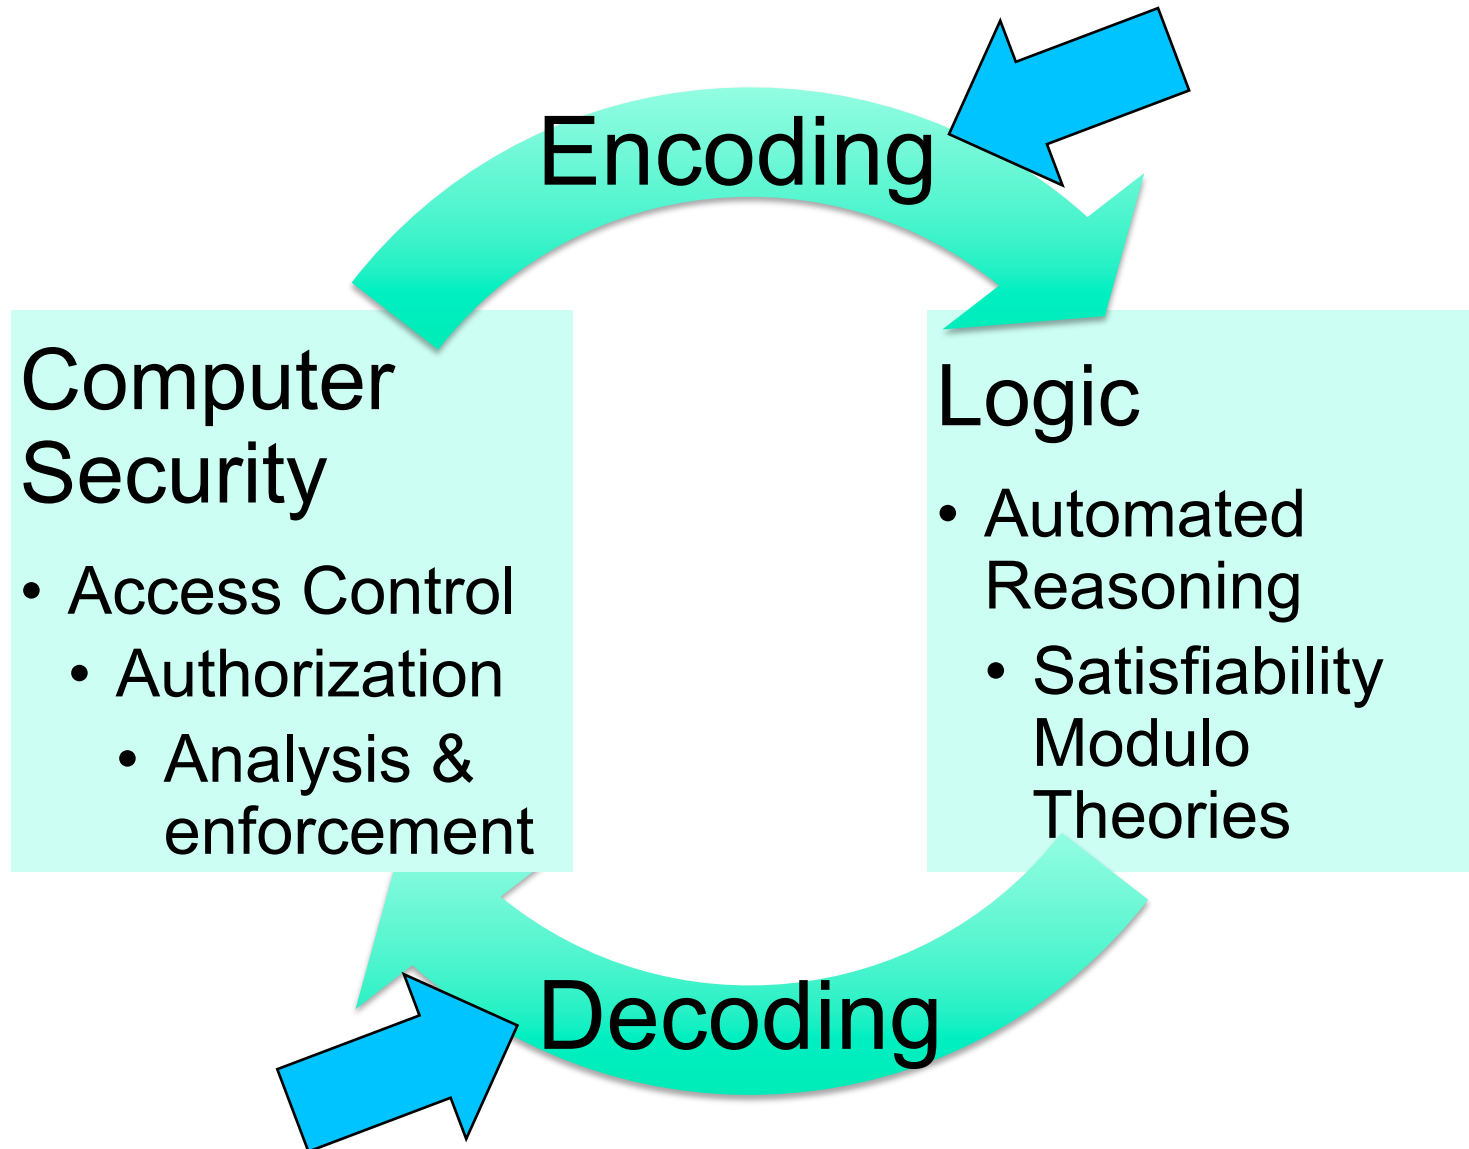 Encoding
Computer
Security
• Access Control
• Authorization
• Analysis &
enforcement
Logic
• Automated
Reasoning
• Satisfiability
Modulo
Theories
Decoding